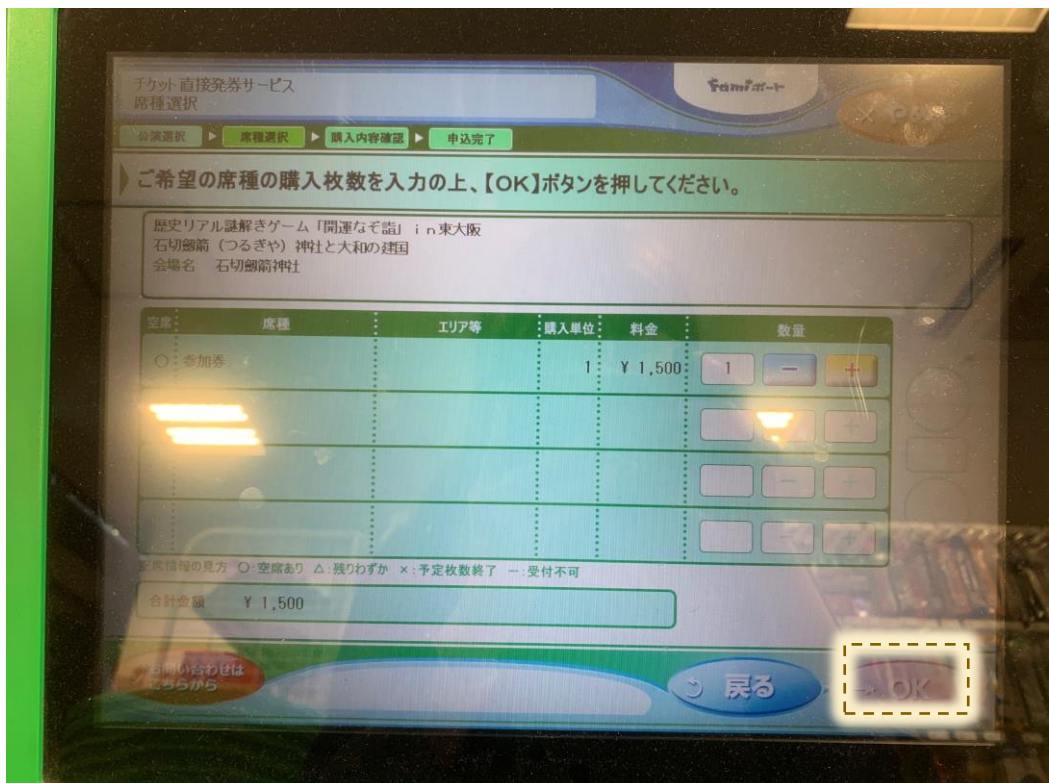 チケット直接発券サービス
席種選択
Famiポート
× やめる
公演選択 ▶ 席種選択 ▶ 購入内容確認 ▶ 申込完了
ご希望の席種の購入枚数を入力の上、【OK】ボタンを押してください。
歴史リアル謎解きゲーム「開運なぞ詣」in東大阪
石切劔箭（つるぎや）神社と大和の建国
会場名 石切劔箭神社
空席 席種 エリア等 購入単位 料金 数量
○ 参加券 1 ¥1,500 1 － ＋
－ ＋
－ ＋
－ ＋
空席情報の見方 ○:空席あり △:残りわずか ×:予定枚数終了 －:受付不可
合計金額 ¥1,500
お問い合わせは
こちらから
戻る
OK